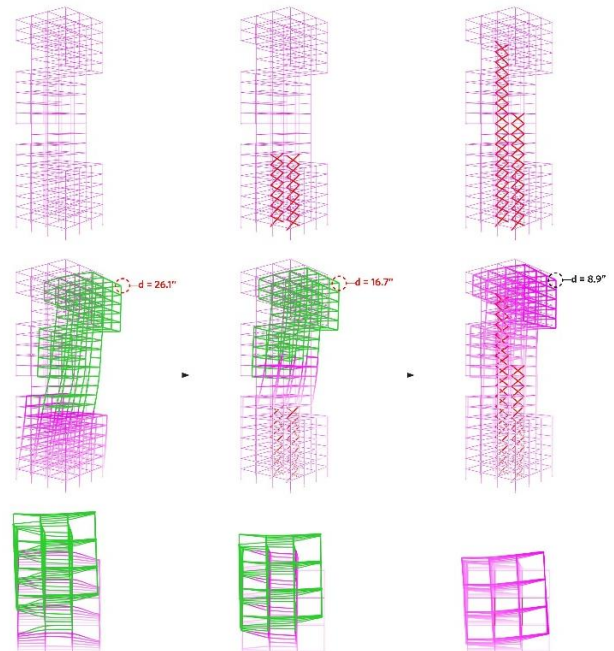 d = 26.1"
d = 16.7"
d = 8.9"